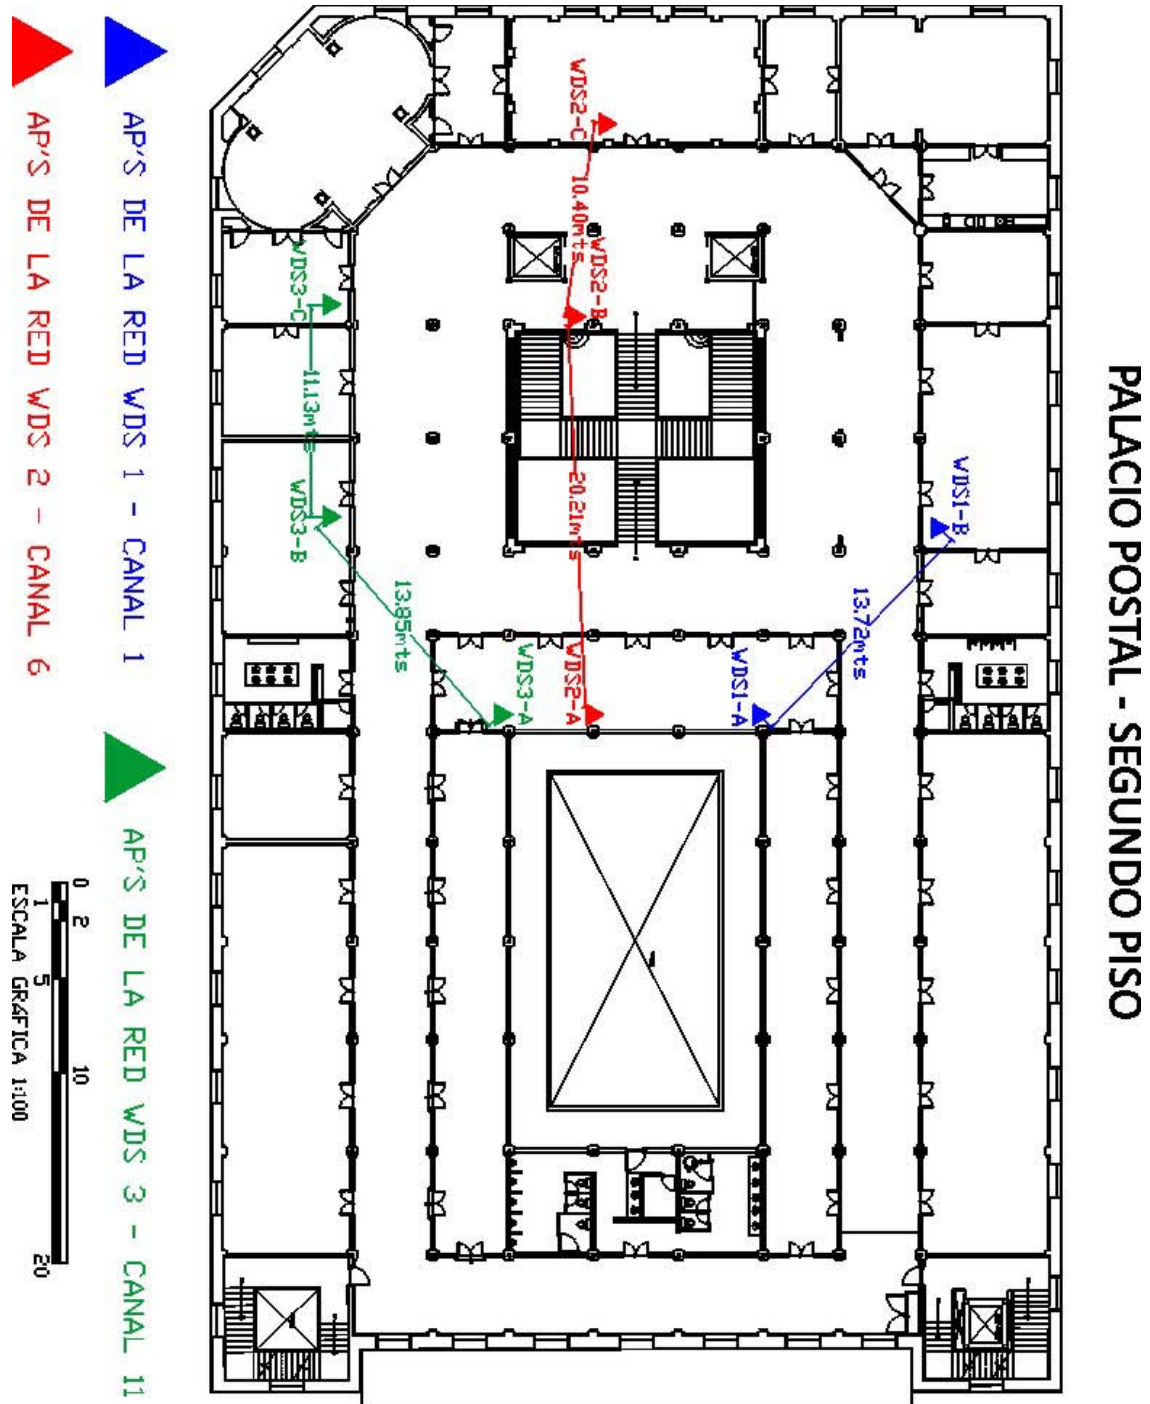 PALACIO POSTAL - SEGUNDO PISO
WDS2-C
10.40mts
WDS2-B
20.21mts
WDS2-A
WDS3-C
11.13mts
WDS3-B
13.85mts
WDS3-A
WDS1-B
13.72mts
WDS1-A
AP'S DE LA RED WDS 1 - CANAL 1
AP'S DE LA RED WDS 2 - CANAL 6
AP'S DE LA RED WDS 3 - CANAL 11
0 2 10 20
1 5
ESCALA GRAFICA 1:100